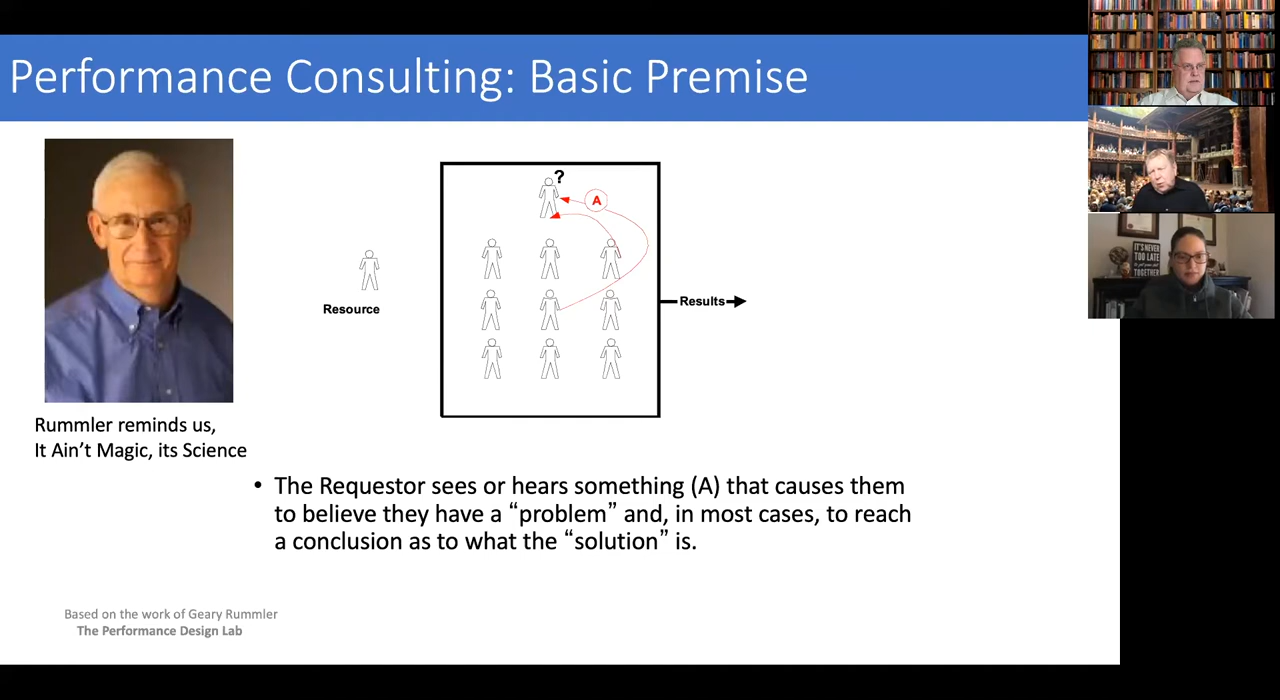 Performance Consulting: Basic Premise
?
A
Resource
Results
Rummler reminds us,
It Ain't Magic, its Science
• The Requestor sees or hears something (A) that causes them
to believe they have a “problem” and, in most cases, to reach
a conclusion as to what the “solution” is.
Based on the work of Geary Rummler
The Performance Design Lab
IT'S NEVER
TOO LATE
TOGETHER